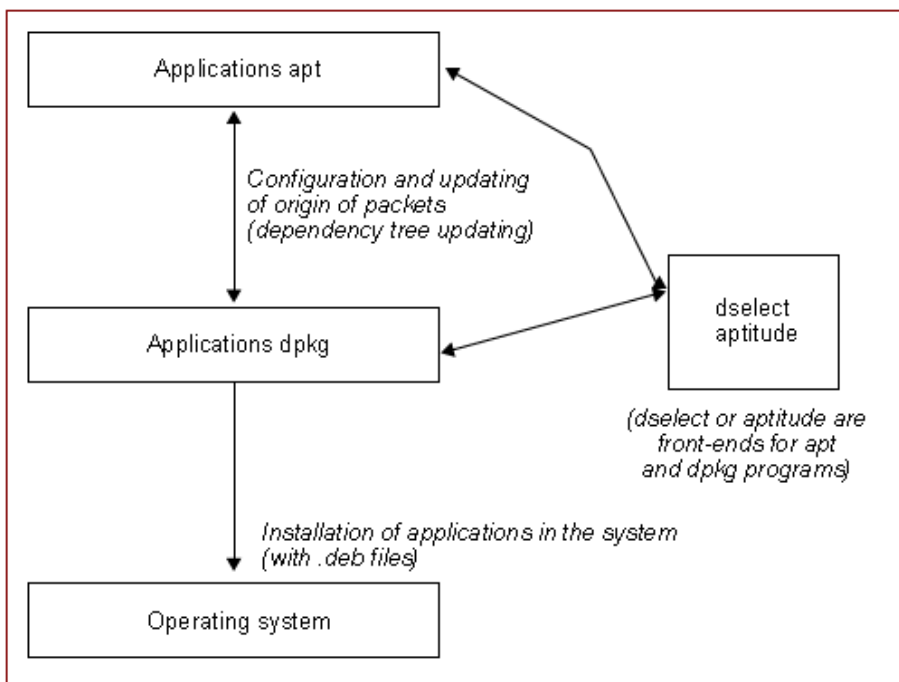 Applications apt
Configuration and updating
of origin of packets
(dependency tree updating)
Applications dpkg
dselect
aptitude
(dselect or aptitude are
front-ends for apt
and dpkg programs)
Installation of applications in the system
(with .deb files)
Operating system